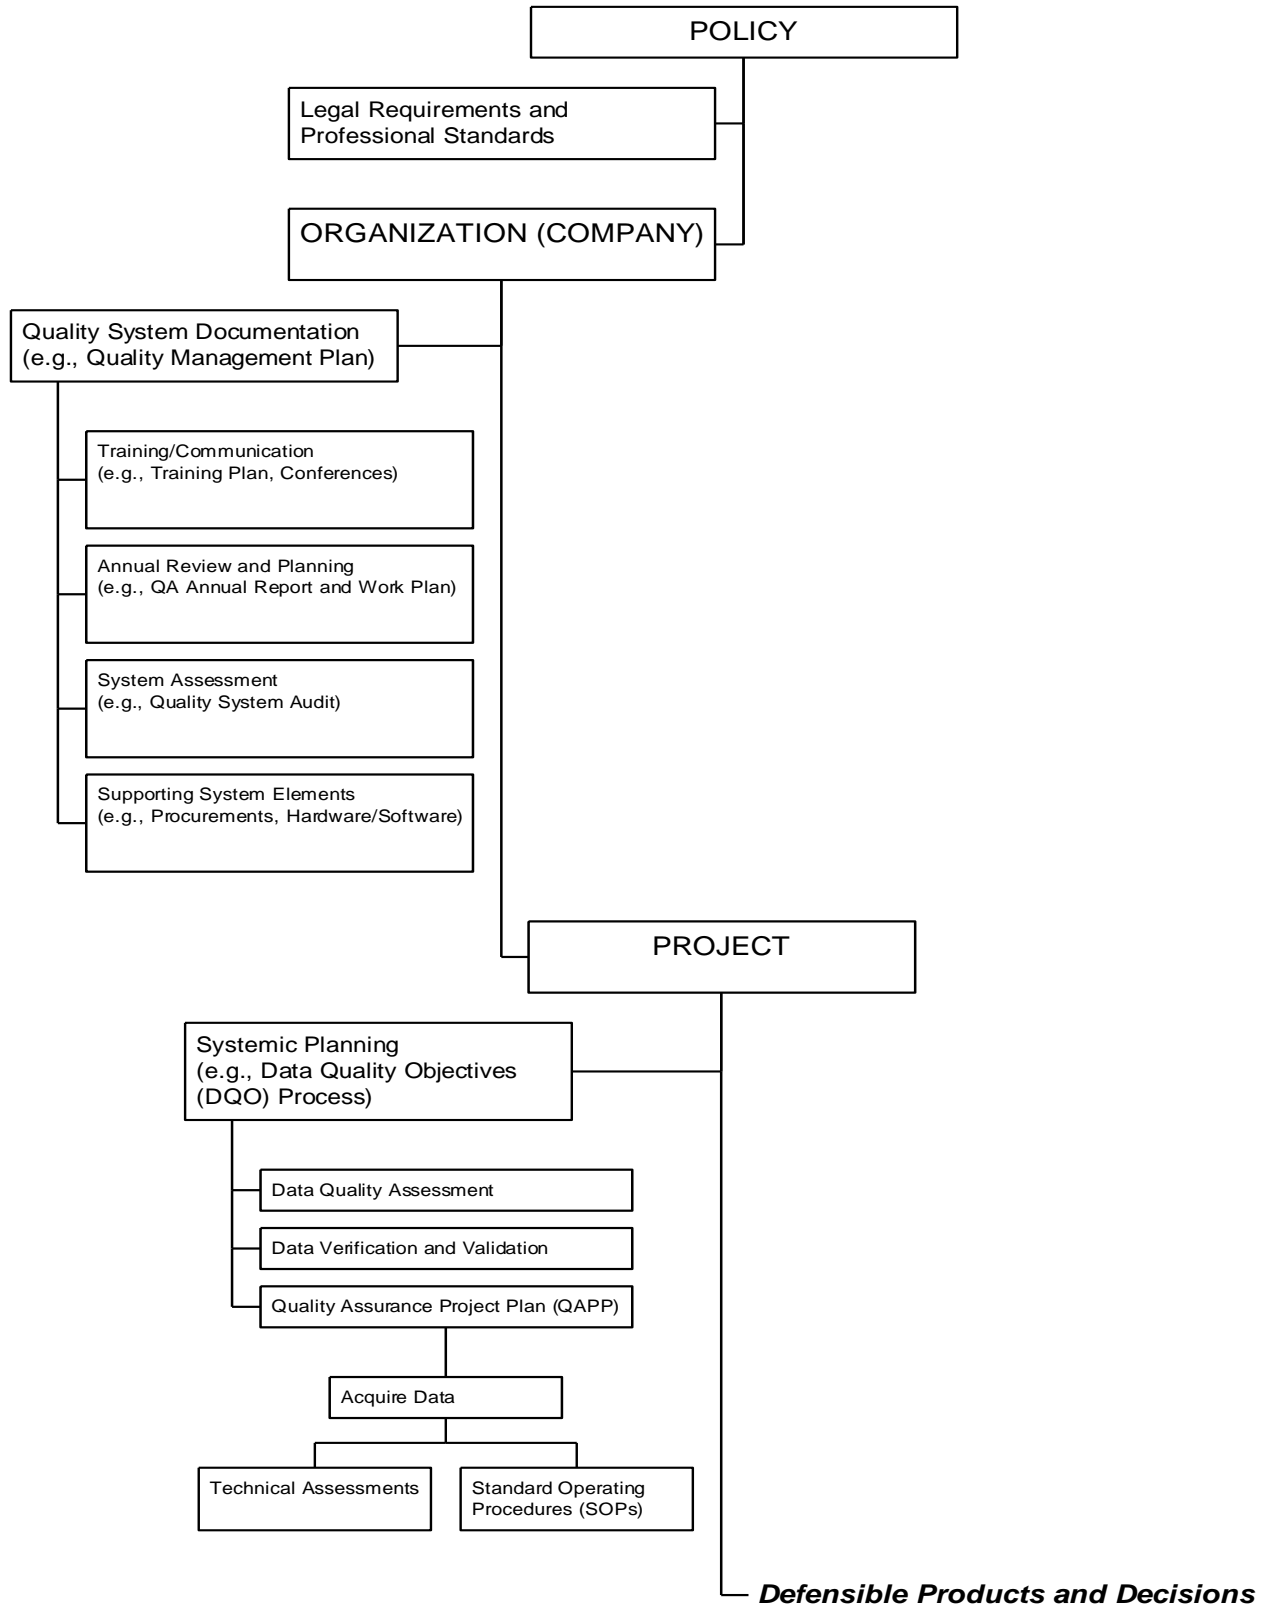 POLICY
Legal Requirements and
Professional Standards
ORGANIZATION (COMPANY)
Quality System Documentation
(e.g., Quality Management Plan)
Training/Communication
(e.g., Training Plan, Conferences)
Annual Review and Planning
(e.g., QA Annual Report and Work Plan)
System Assessment
(e.g., Quality System Audit)
Supporting System Elements
(e.g., Procurements, Hardware/Software)
PROJECT
Systemic Planning
(e.g., Data Quality Objectives
(DQO) Process)
Data Quality Assessment
Data Verification and Validation
Quality Assurance Project Plan (QAPP)
Acquire Data
Technical Assessments
Standard Operating
Procedures (SOPs)
Defensible Products and Decisions